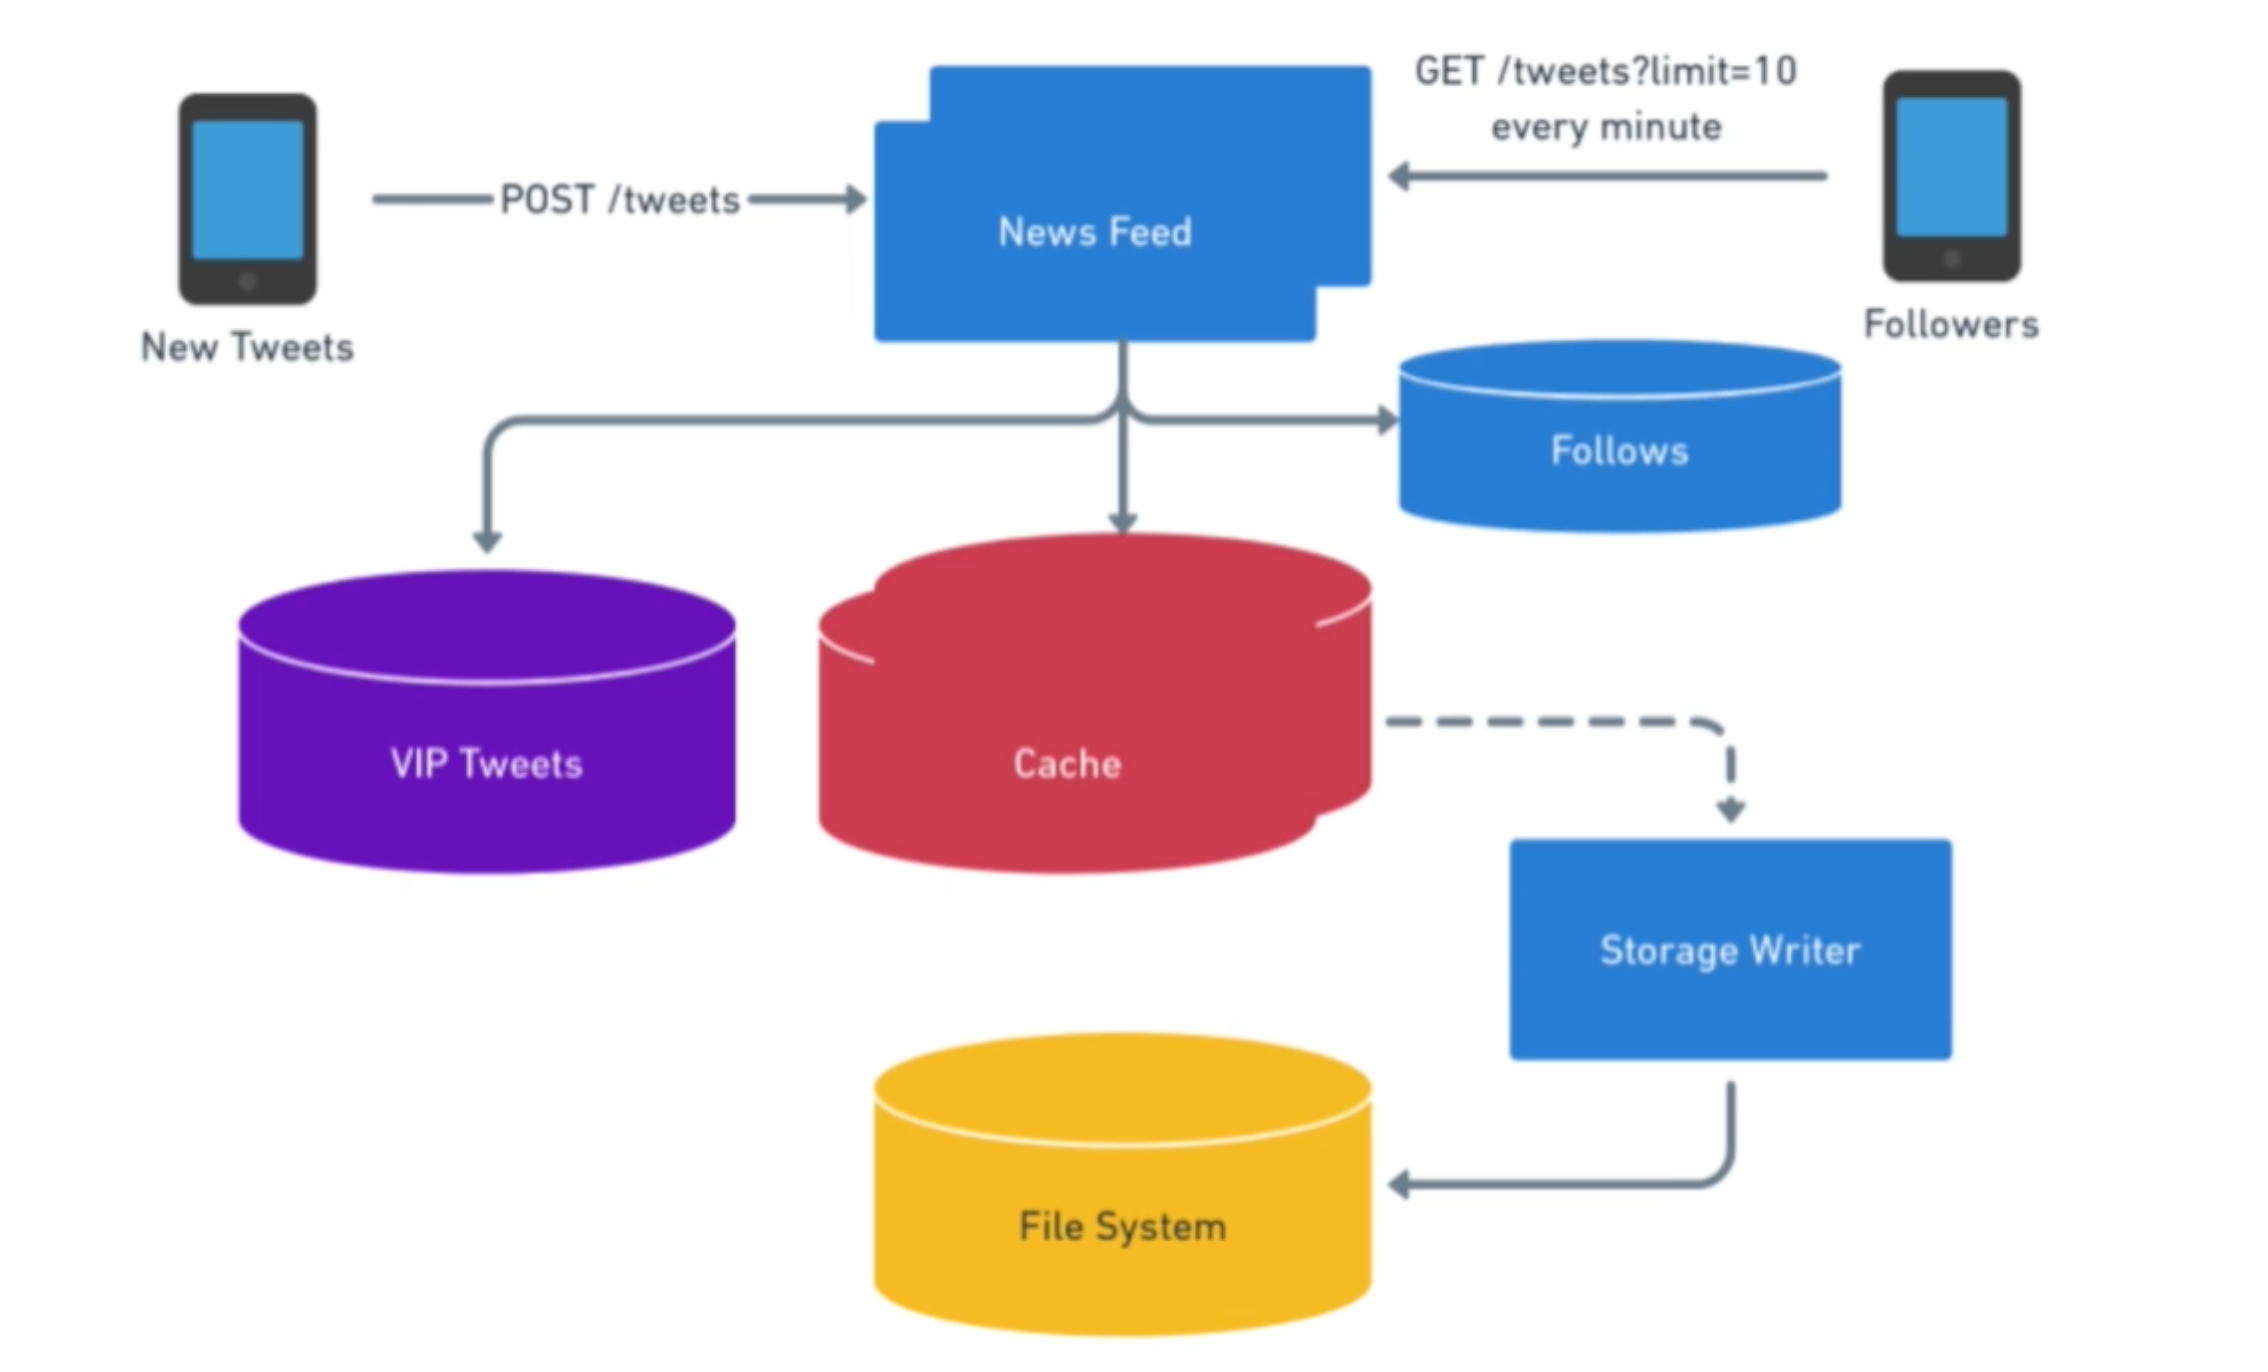 GET /tweets?limit=10
every minute
POST /tweets
News Feed
New Tweets
Followers
Follows
VIP Tweets
Cache
Storage Writer
File System